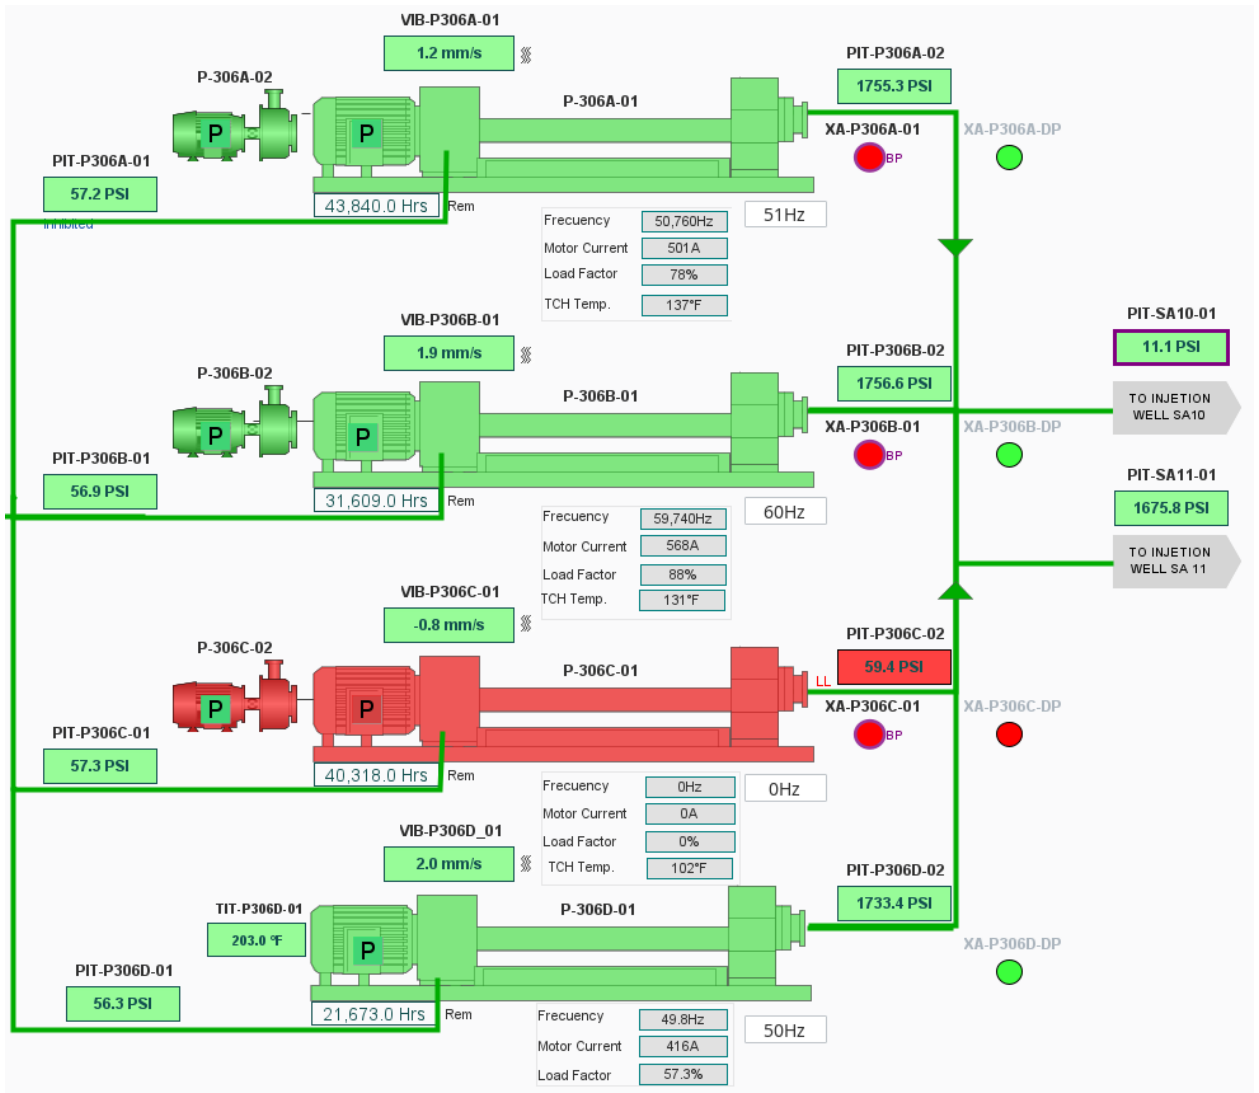 VIB-P306A-01
1.2 mm/s
P-306A-02
P
P
P-306A-01
PIT-P306A-02
1755.3 PSI
XA-P306A-01
BP
XA-P306A-DP
PIT-P306A-01
57.2 PSI
Inhibited
43,840.0 Hrs Rem
51Hz
Frecuency 50,760Hz
Motor Current 501A
Load Factor 78%
TCH Temp. 137°F
VIB-P306B-01
1.9 mm/s
P-306B-02
P
P
P-306B-01
PIT-P306B-02
1756.6 PSI
XA-P306B-01
BP
XA-P306B-DP
PIT-SA10-01
11.1 PSI
TO INJETION
WELL SA10
PIT-P306B-01
56.9 PSI
31,609.0 Hrs Rem
60Hz
Frecuency 59,740Hz
Motor Current 568A
Load Factor 88%
TCH Temp. 131°F
PIT-SA11-01
1675.8 PSI
TO INJETION
WELL SA 11
VIB-P306C-01
-0.8 mm/s
P-306C-02
P
P
P-306C-01
PIT-P306C-02
59.4 PSI
LL
XA-P306C-01
BP
XA-P306C-DP
PIT-P306C-01
57.3 PSI
40,318.0 Hrs Rem
0Hz
Frecuency 0Hz
Motor Current 0A
Load Factor 0%
TCH Temp. 102°F
VIB-P306D_01
2.0 mm/s
TIT-P306D-01
203.0 °F
P
P-306D-01
PIT-P306D-02
1733.4 PSI
XA-P306D-DP
PIT-P306D-01
56.3 PSI
21,673.0 Hrs Rem
50Hz
Frecuency 49.8Hz
Motor Current 416A
Load Factor 57.3%